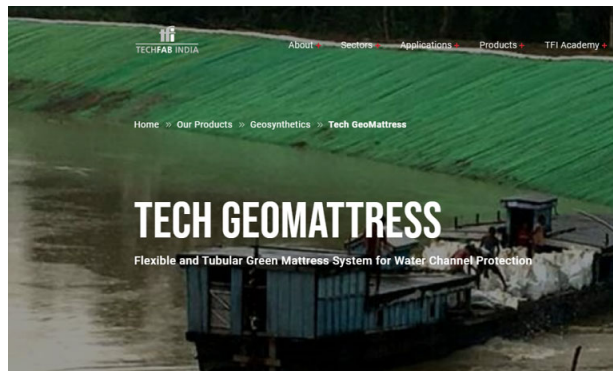 tfi
TECHFAB INDIA
About + Sectors + Applications + Products + TFI Academy +
Home » Our Products » Geosynthetics » Tech GeoMattress
TECH GEOMATTRESS
Flexible and Tubular Green Mattress System for Water Channel Protection